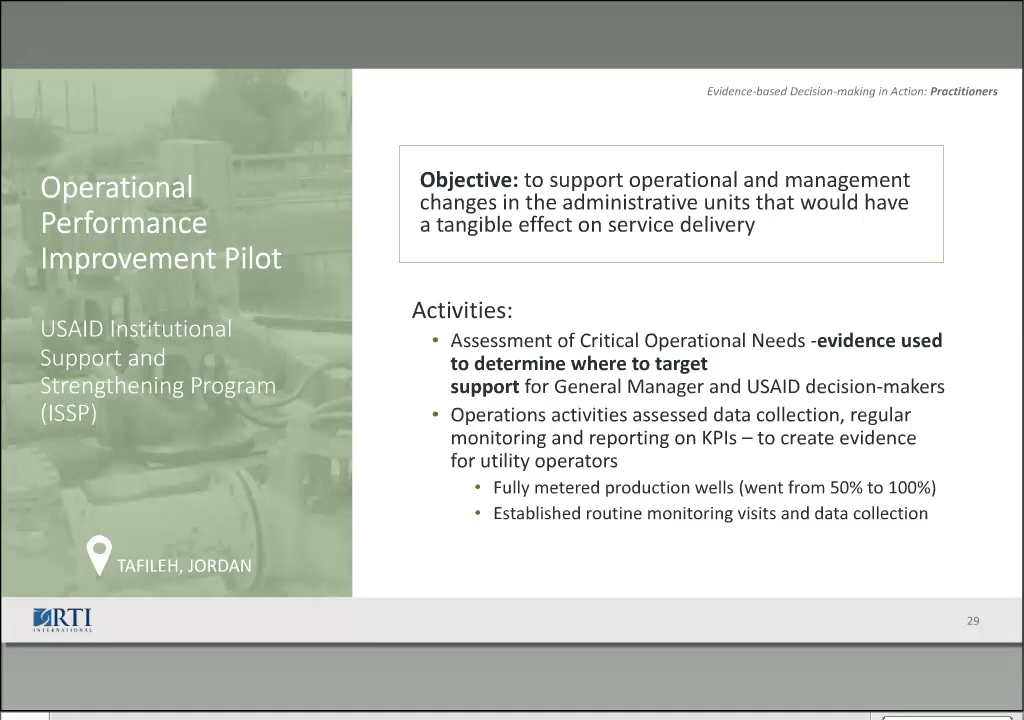 Evidence-based Decision-making in Action: Practitioners
Operational
Performance
Improvement Pilot
USAID Institutional
Support and
Strengthening Program
(ISSP)
TAFILEH, JORDAN
Objective: to support operational and management
changes in the administrative units that would have
a tangible effect on service delivery
Activities:
• Assessment of Critical Operational Needs -evidence used
to determine where to target
support for General Manager and USAID decision-makers
• Operations activities assessed data collection, regular
monitoring and reporting on KPIs – to create evidence
for utility operators
• Fully metered production wells (went from 50% to 100%)
• Established routine monitoring visits and data collection
RTI
INTERNATIONAL
29